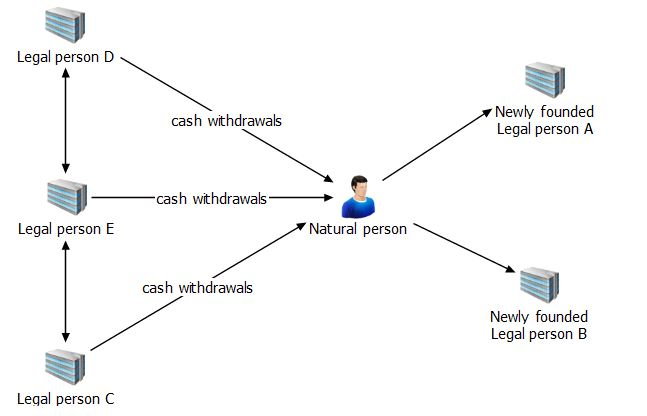 Legal person D
cash withdrawals
Newly founded
Legal person A
cash withdrawals
Legal person E
Natural person
cash withdrawals
Newly founded
Legal person B
Legal person C